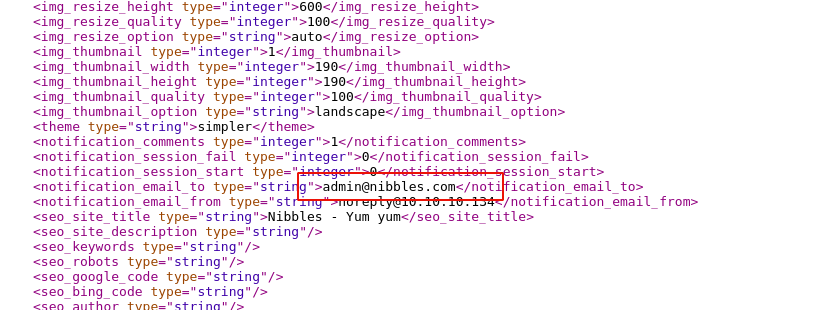 <img_resize_height type="integer">600</img_resize_height>
<img_resize_quality type="integer">100</img_resize_quality>
<img_resize_option type="string">auto</img_resize_option>
<img_thumbnail type="integer">1</img_thumbnail>
<img_thumbnail_width type="integer">190</img_thumbnail_width>
<img_thumbnail_height type="integer">190</img_thumbnail_height>
<img_thumbnail_quality type="integer">100</img_thumbnail_quality>
<img_thumbnail_option type="string">landscape</img_thumbnail_option>
<theme type="string">simpler</theme>
<notification_comments type="integer">1</notification_comments>
<notification_session_fail type="integer">0</notification_session_fail>
<notification_session_start type="integer">0</notification_session_start>
<notification_email_to type="string">admin@nibbles.com</notification_email_to>
<notification_email_from type="string">noreply@10.10.10.134</notification_email_from>
<seo_site_title type="string">Nibbles - Yum yum</seo_site_title>
<seo_site_description type="string"/>
<seo_keywords type="string"/>
<seo_robots type="string"/>
<seo_google_code type="string"/>
<seo_bing_code type="string"/>
<seo_author type="string"/>